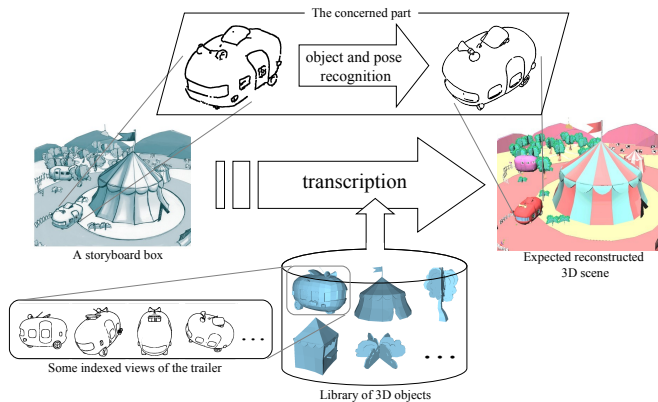 The concerned part
object and pose
recognition
transcription
A storyboard box
Expected reconstructed
3D scene
Some indexed views of the trailer
Library of 3D objects